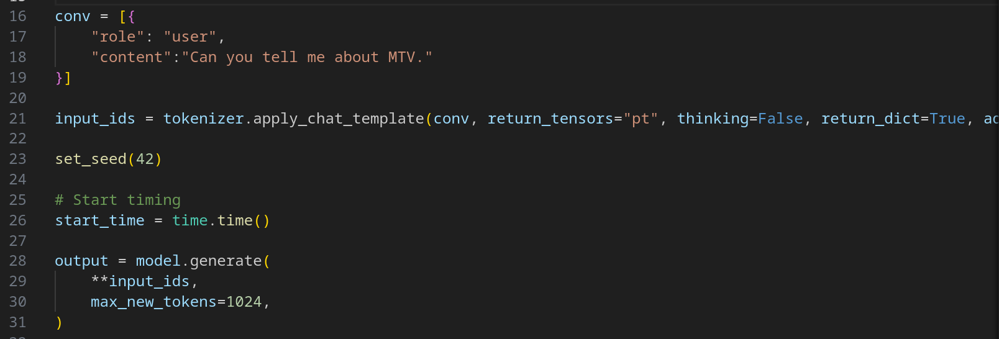 16 conv = [{
17 "role": "user",
18 "content":"Can you tell me about MTV."
19 }]
20
21 input_ids = tokenizer.apply_chat_template(conv, return_tensors="pt", thinking=False, return_dict=True,
22
23 set_seed(42)
24
25 # Start timing
26 start_time = time.time()
27
28 output = model.generate(
29 **input_ids,
30 max_new_tokens=1024,
31 )